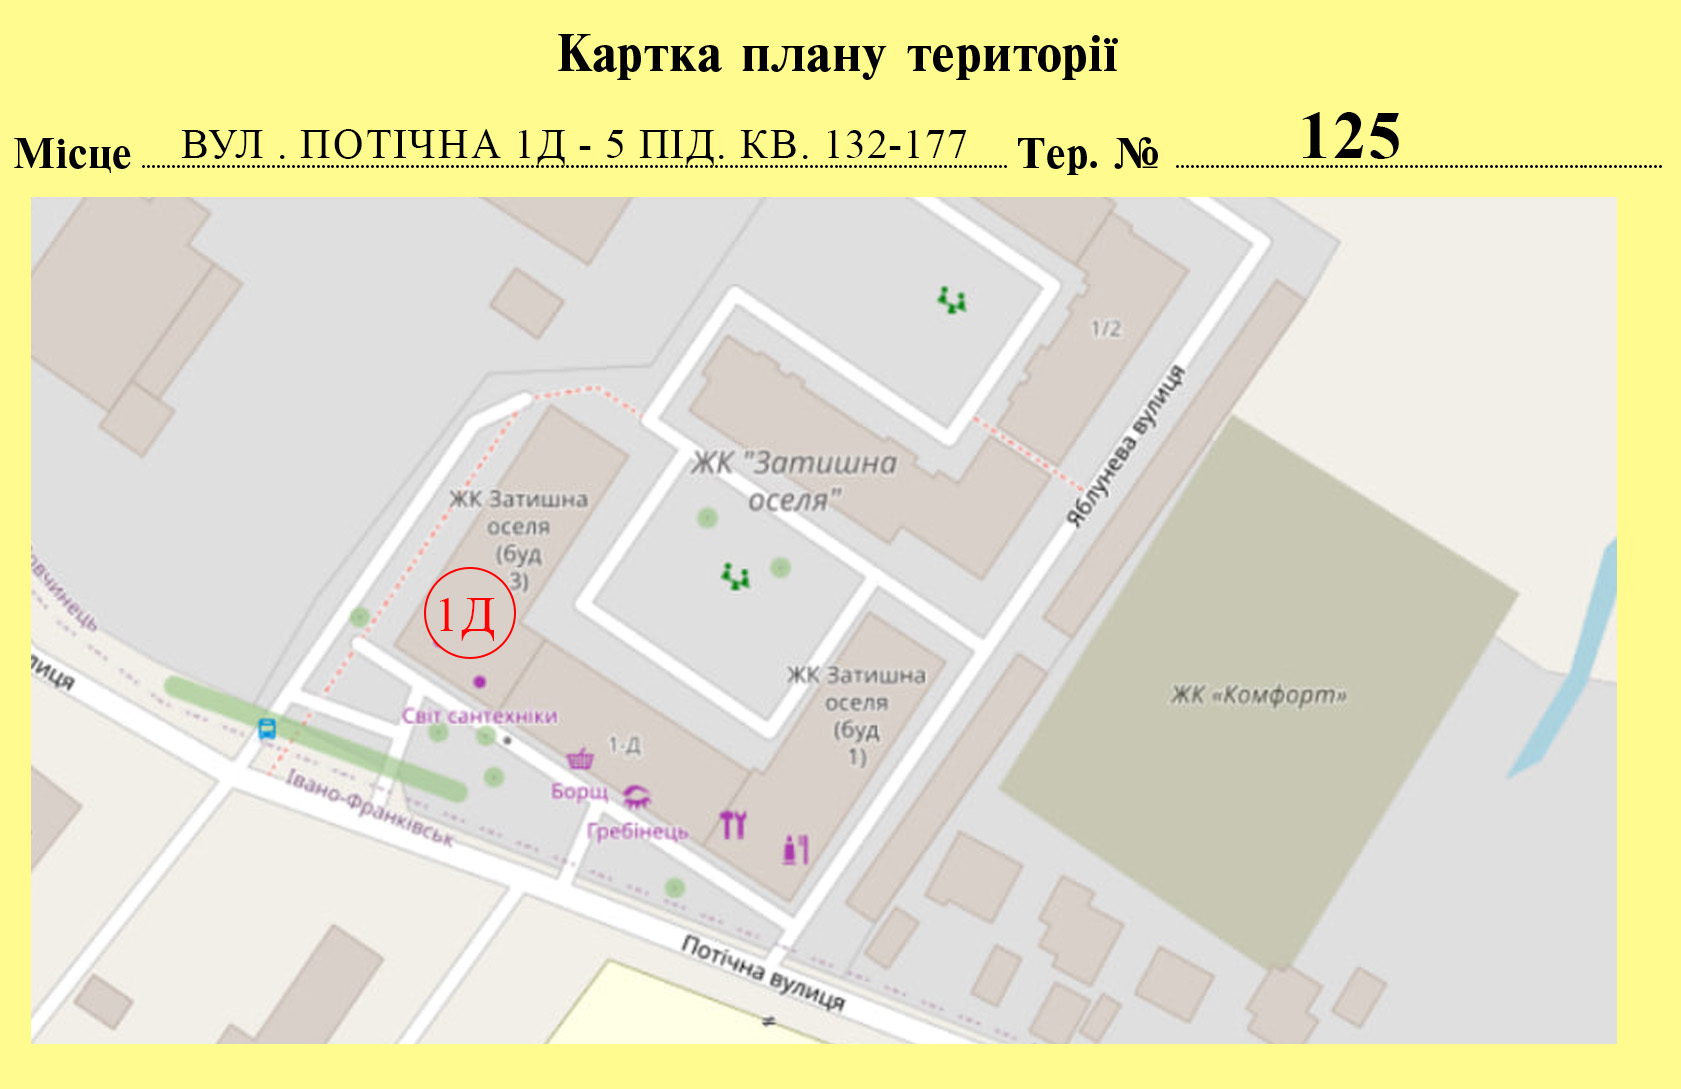 Картка плану території
Місце ВУЛ . ПОТІЧНА 1Д - 5 ПІД. КВ. 132-177 Тер. № 125
1/2
Яблунева вулиця
ЖК "Затишна
оселя"
ЖК Затишна
оселя
(буд
3)
1Д
овчинець
лиця
ЖК Затишна
оселя
(буд
1)
ЖК «Комфорт»
Світ сантехніки
1-Д
Борщ
Гребінець
Івано-Франківськ
Потічна вулиця